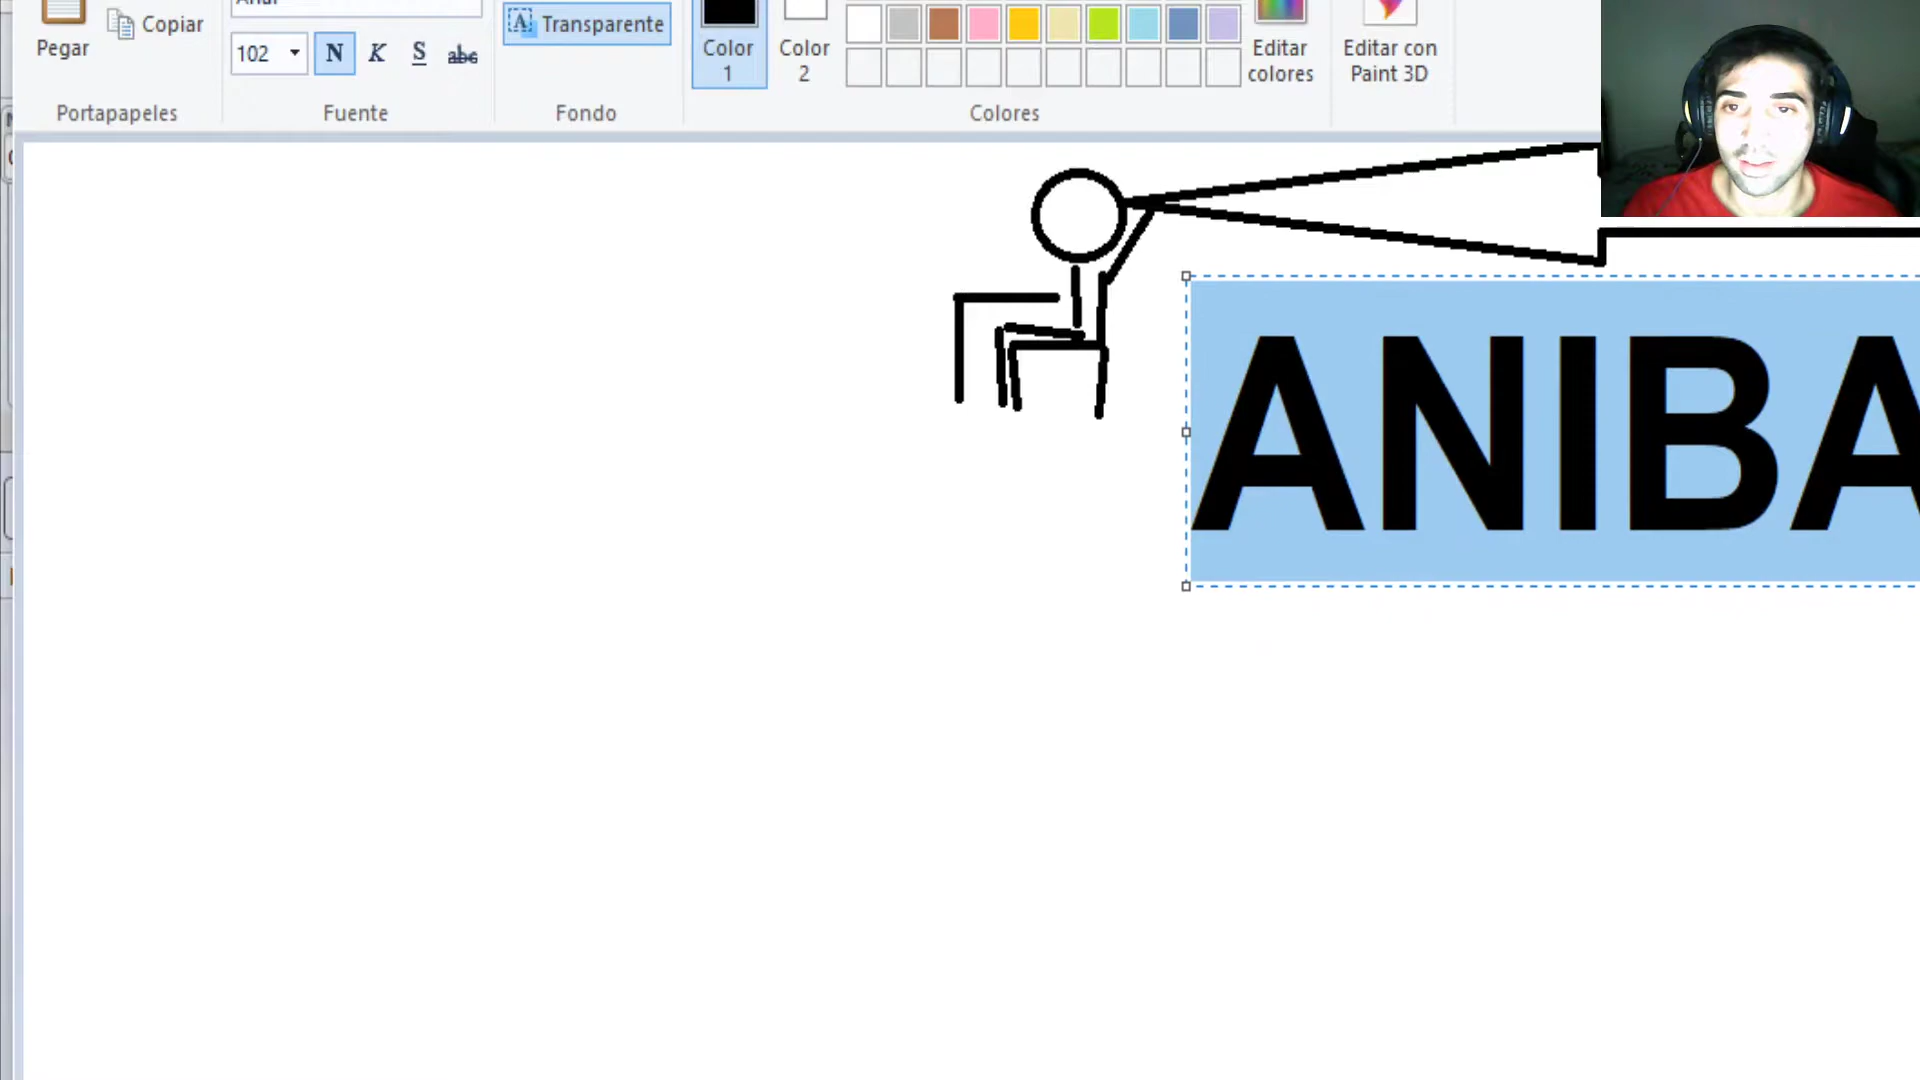 Pegar
Copiar
102
N K S abc
Transparente
Color 1
Color 2
Editar colores
Editar con Paint 3D
Portapapeles
Fuente
Fondo
Colores
ANIBA